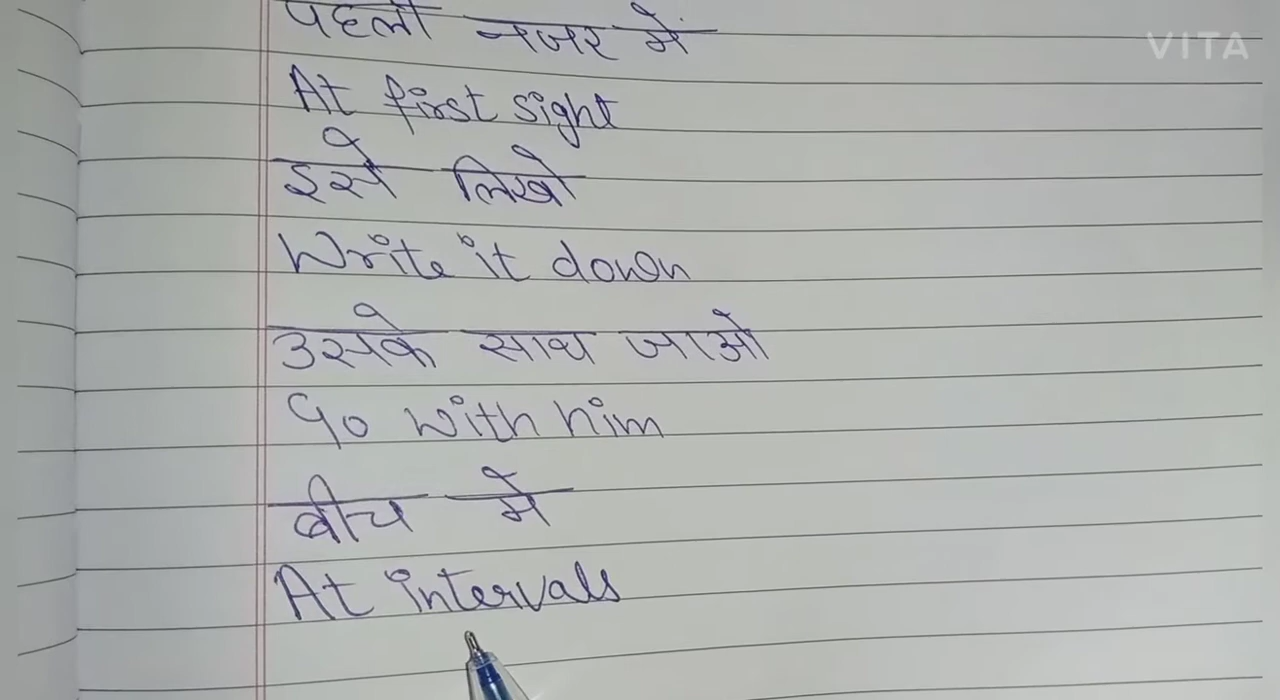 पहली नजर में
VITA
At first sight
इसे लिखो
Write it down
उसके साथ जाओ
Go with him
बीच मे
At intervals